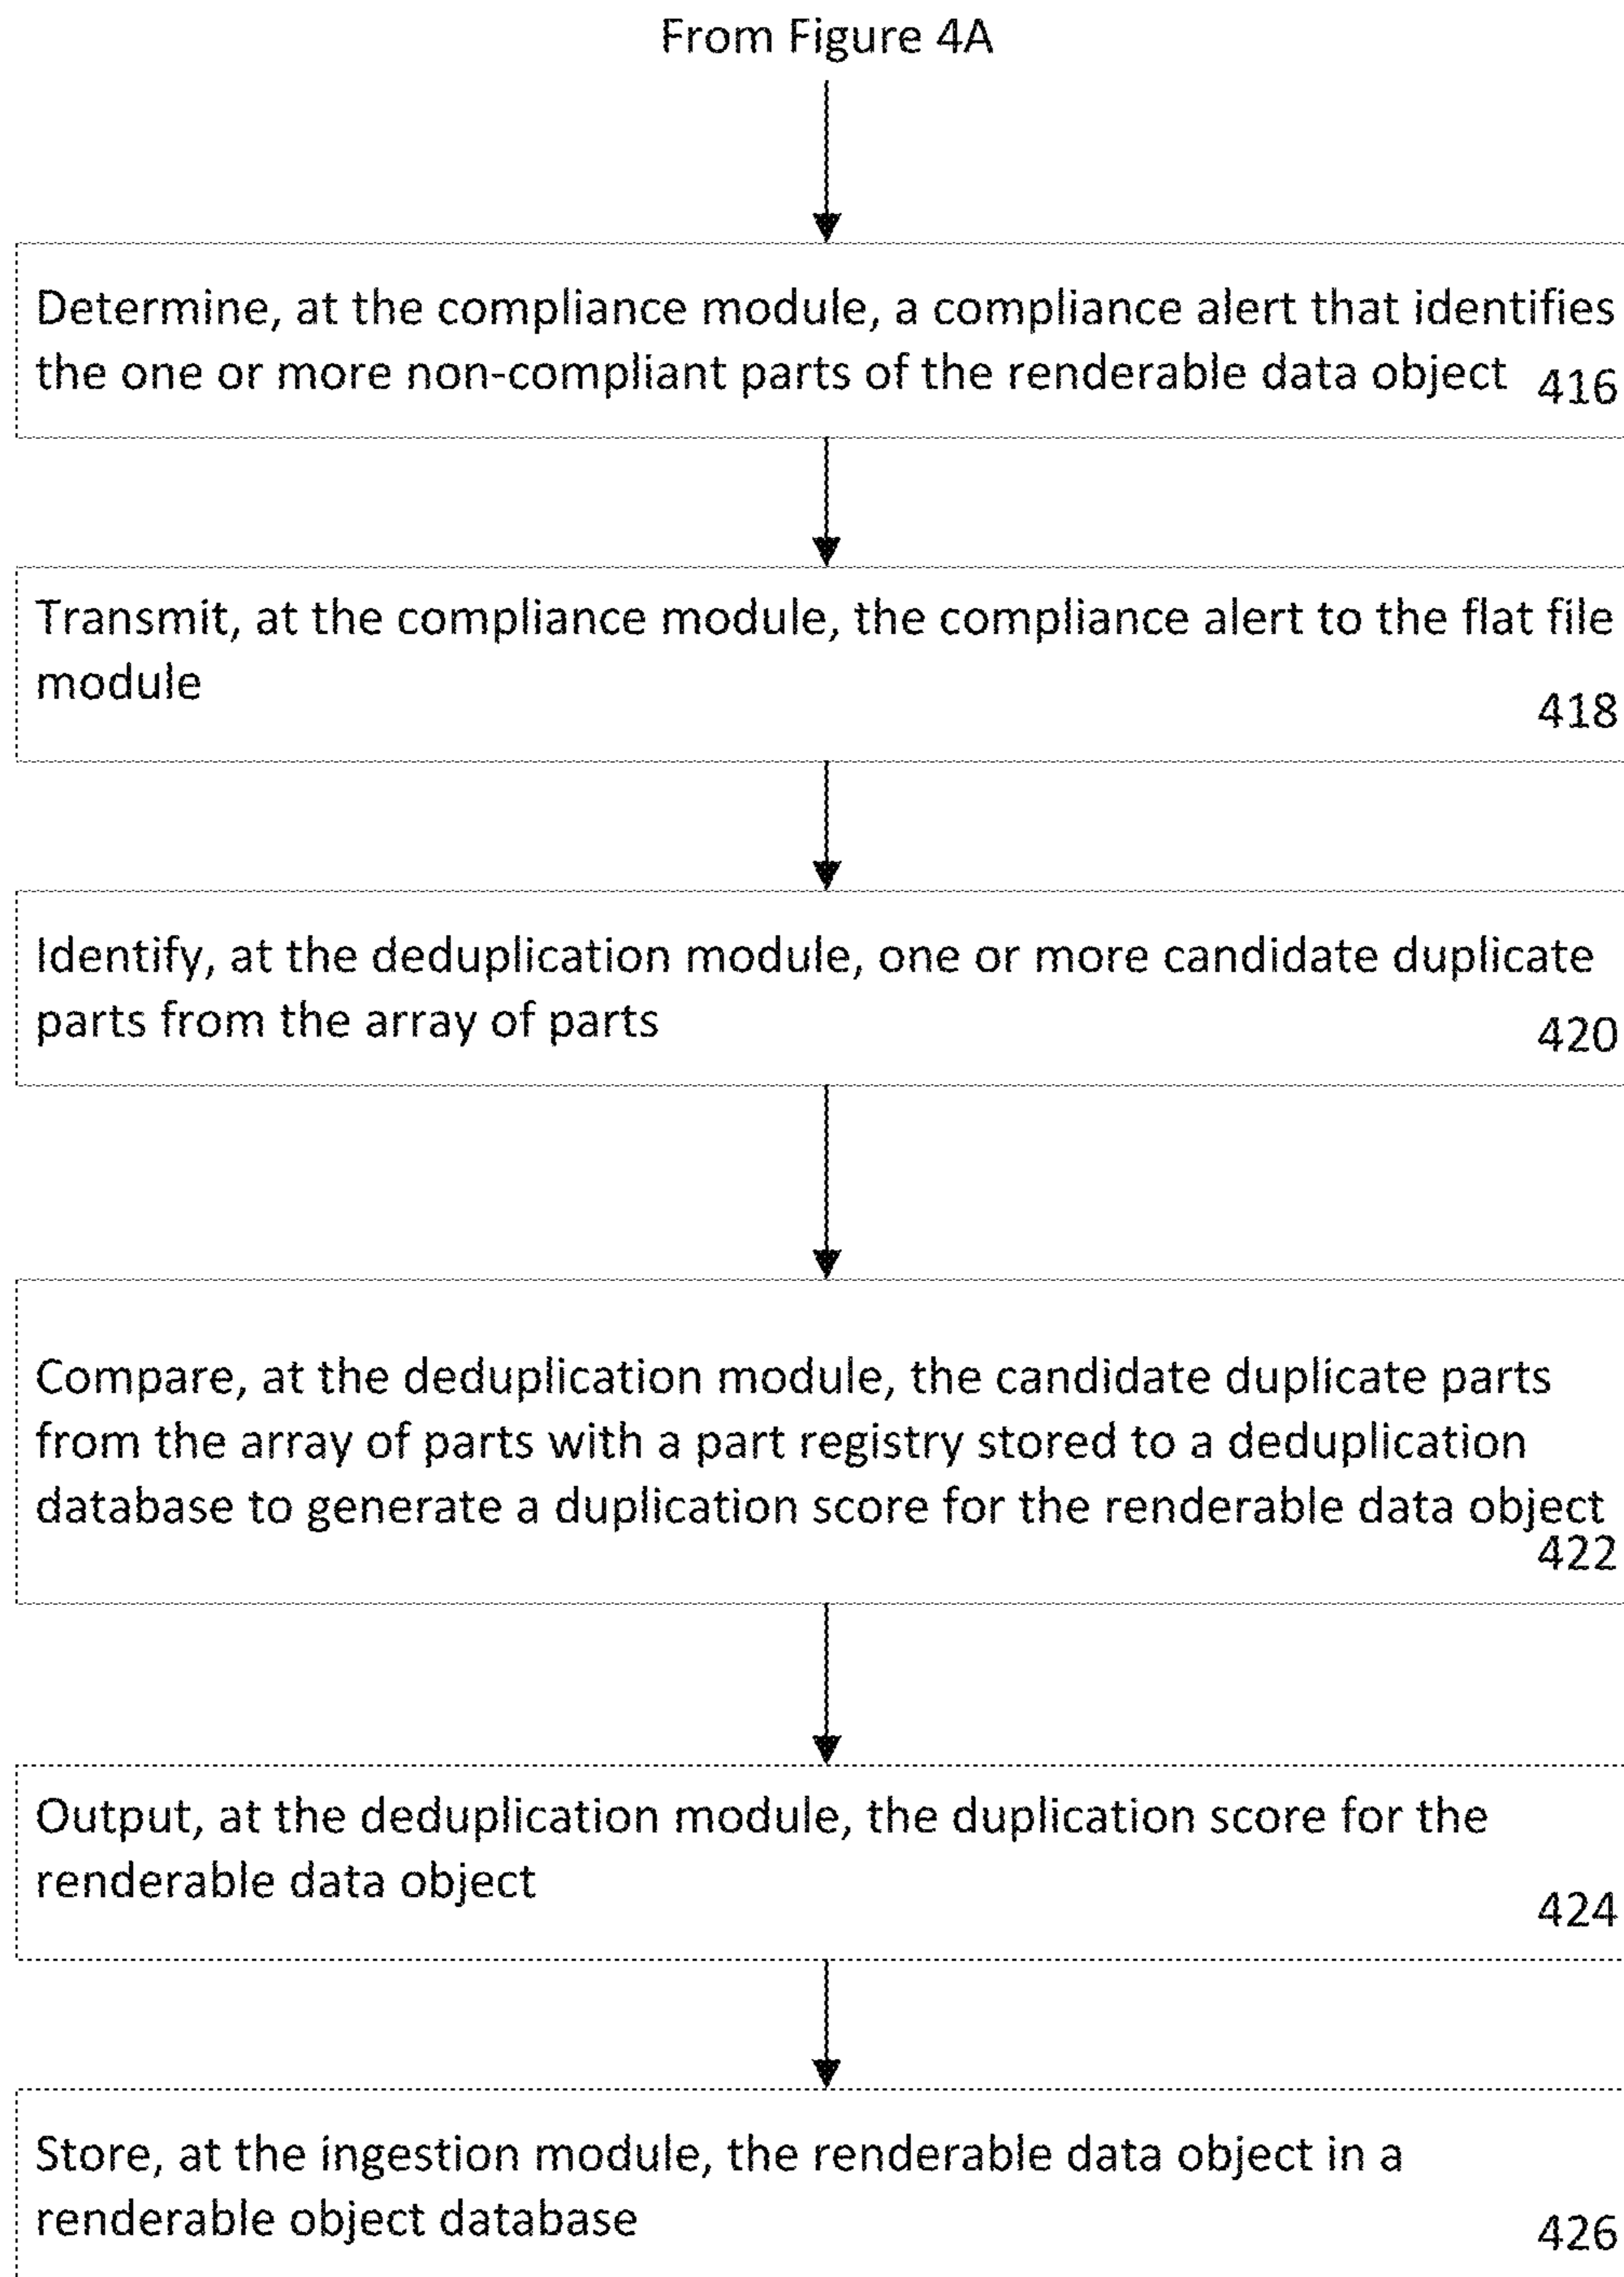 From Figure 4A
Determine, at the compliance module, a compliance alert that identifies
the one or more non-compliant parts of the renderable data object
416
Transmit, at the compliance module, the compliance alert to the flat file
module
418
Identify, at the deduplication module, one or more candidate duplicate
parts from the array of parts
420
Compare, at the deduplication module, the candidate duplicate parts
from the array of parts with a part registry stored to a deduplication
database to generate a duplication score for the renderable data object
422
Output, at the deduplication module, the duplication score for the
renderable data object
424
Store, at the ingestion module, the renderable data object in a
renderable object database
426